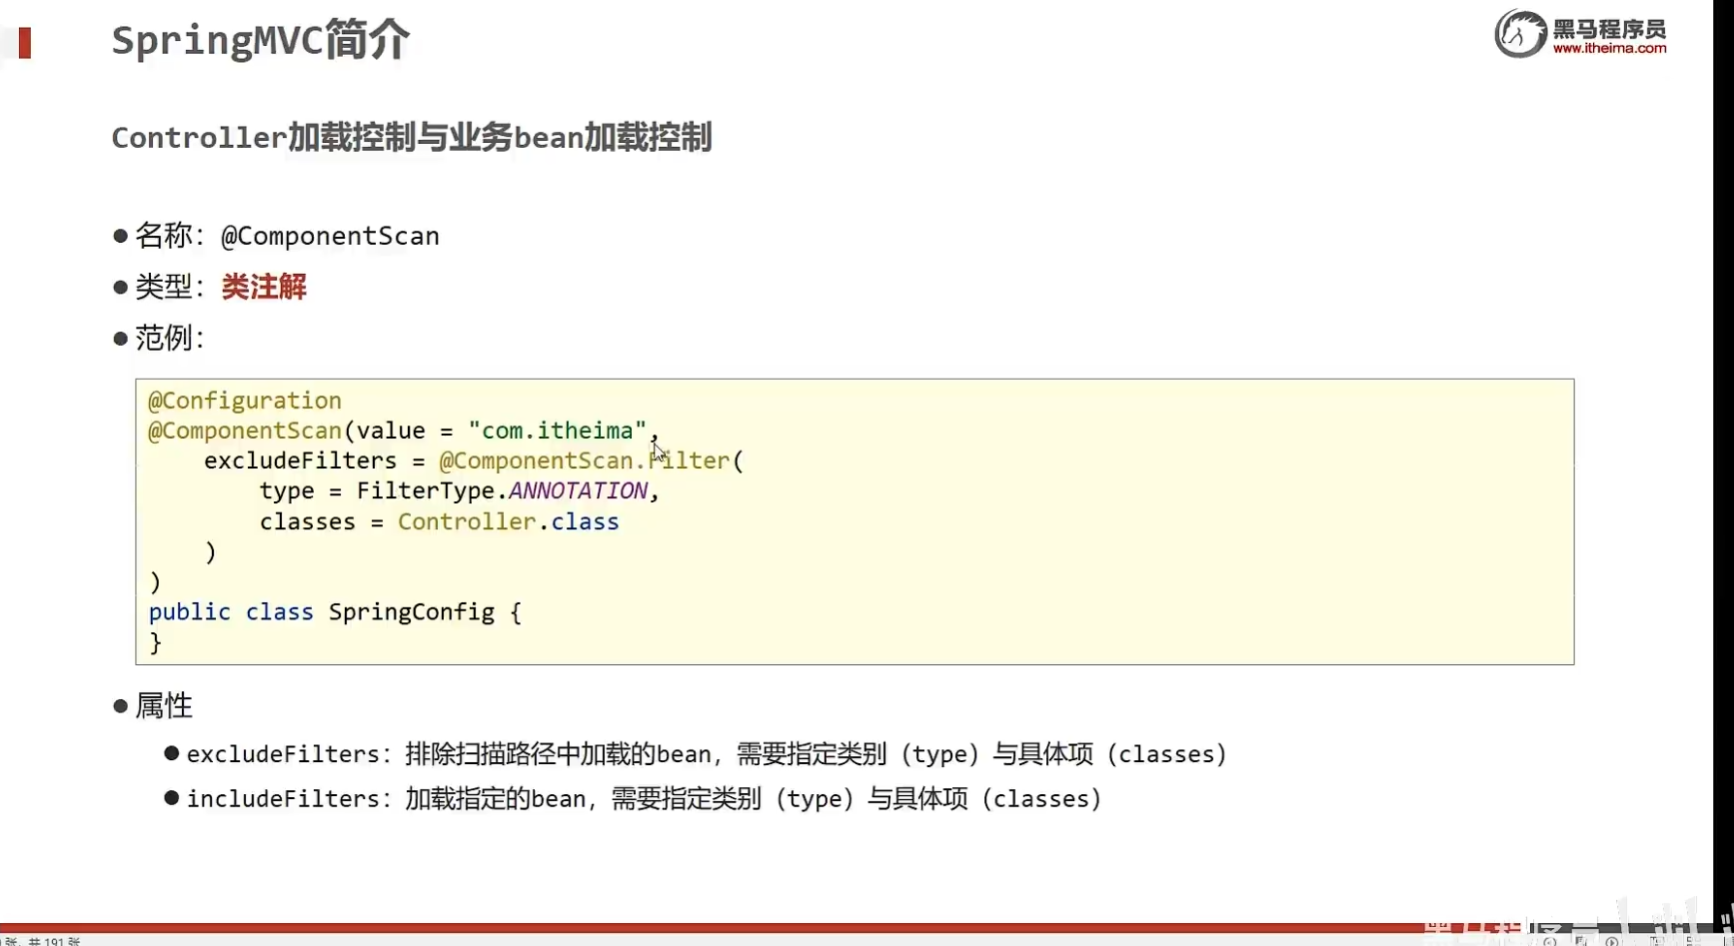 SpringMVC简介
黑马程序员
www.itheima.com
Controller加载控制与业务bean加载控制
● 名称：@ComponentScan
● 类型：类注解
● 范例：
@Configuration
@ComponentScan(value = "com.itheima",
    excludeFilters = @ComponentScan.Filter(
        type = FilterType.ANNOTATION,
        classes = Controller.class
    )
)
public class SpringConfig {
}
● 属性
● excludeFilters：排除扫描路径中加载的bean，需要指定类别（type）与具体项（classes）
● includeFilters：加载指定的bean，需要指定类别（type）与具体项（classes）
张，共 191 张